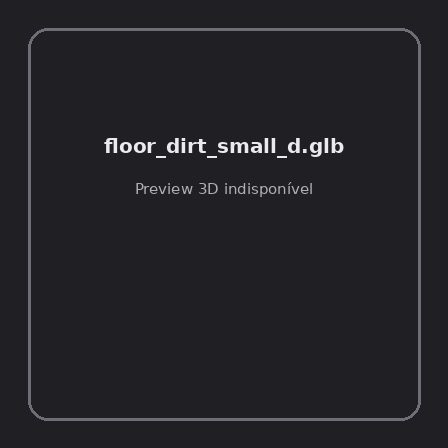 floor_dirt_small_d.glb
Preview 3D indisponível